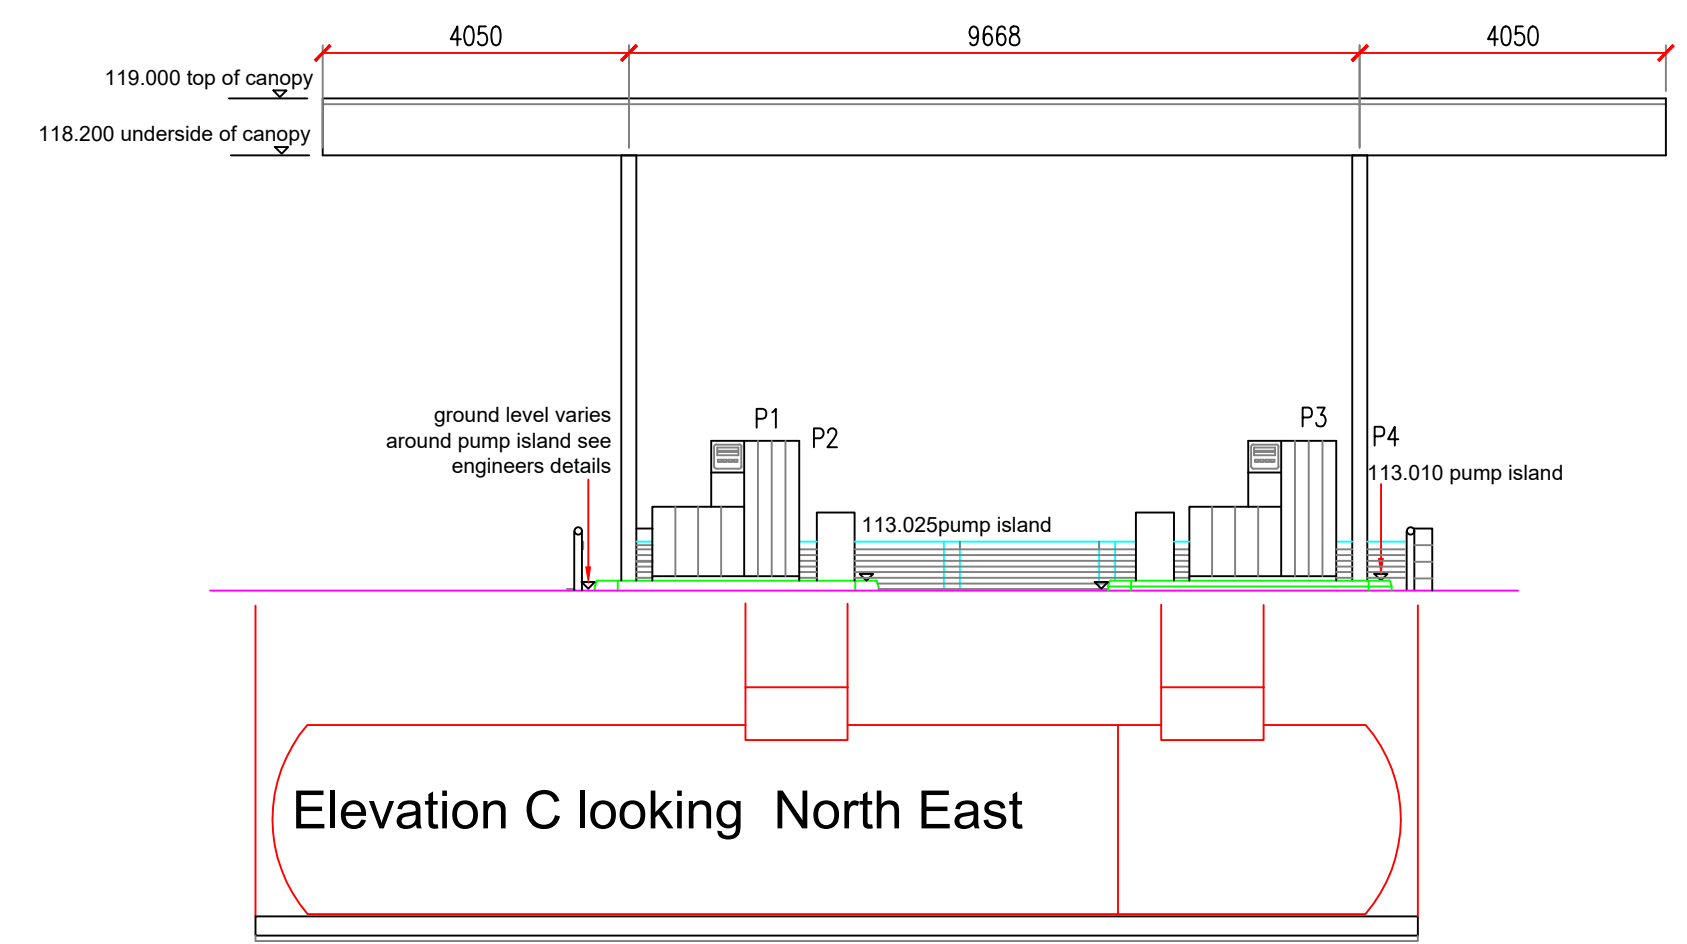 4050
9668
4050
119.000 top of canopy
118.200 underside of canopy
ground level varies
around pump island see
engineers details
P1
P2
P3
P4
113.010 pump island
113.025pump island
Elevation C looking  North East